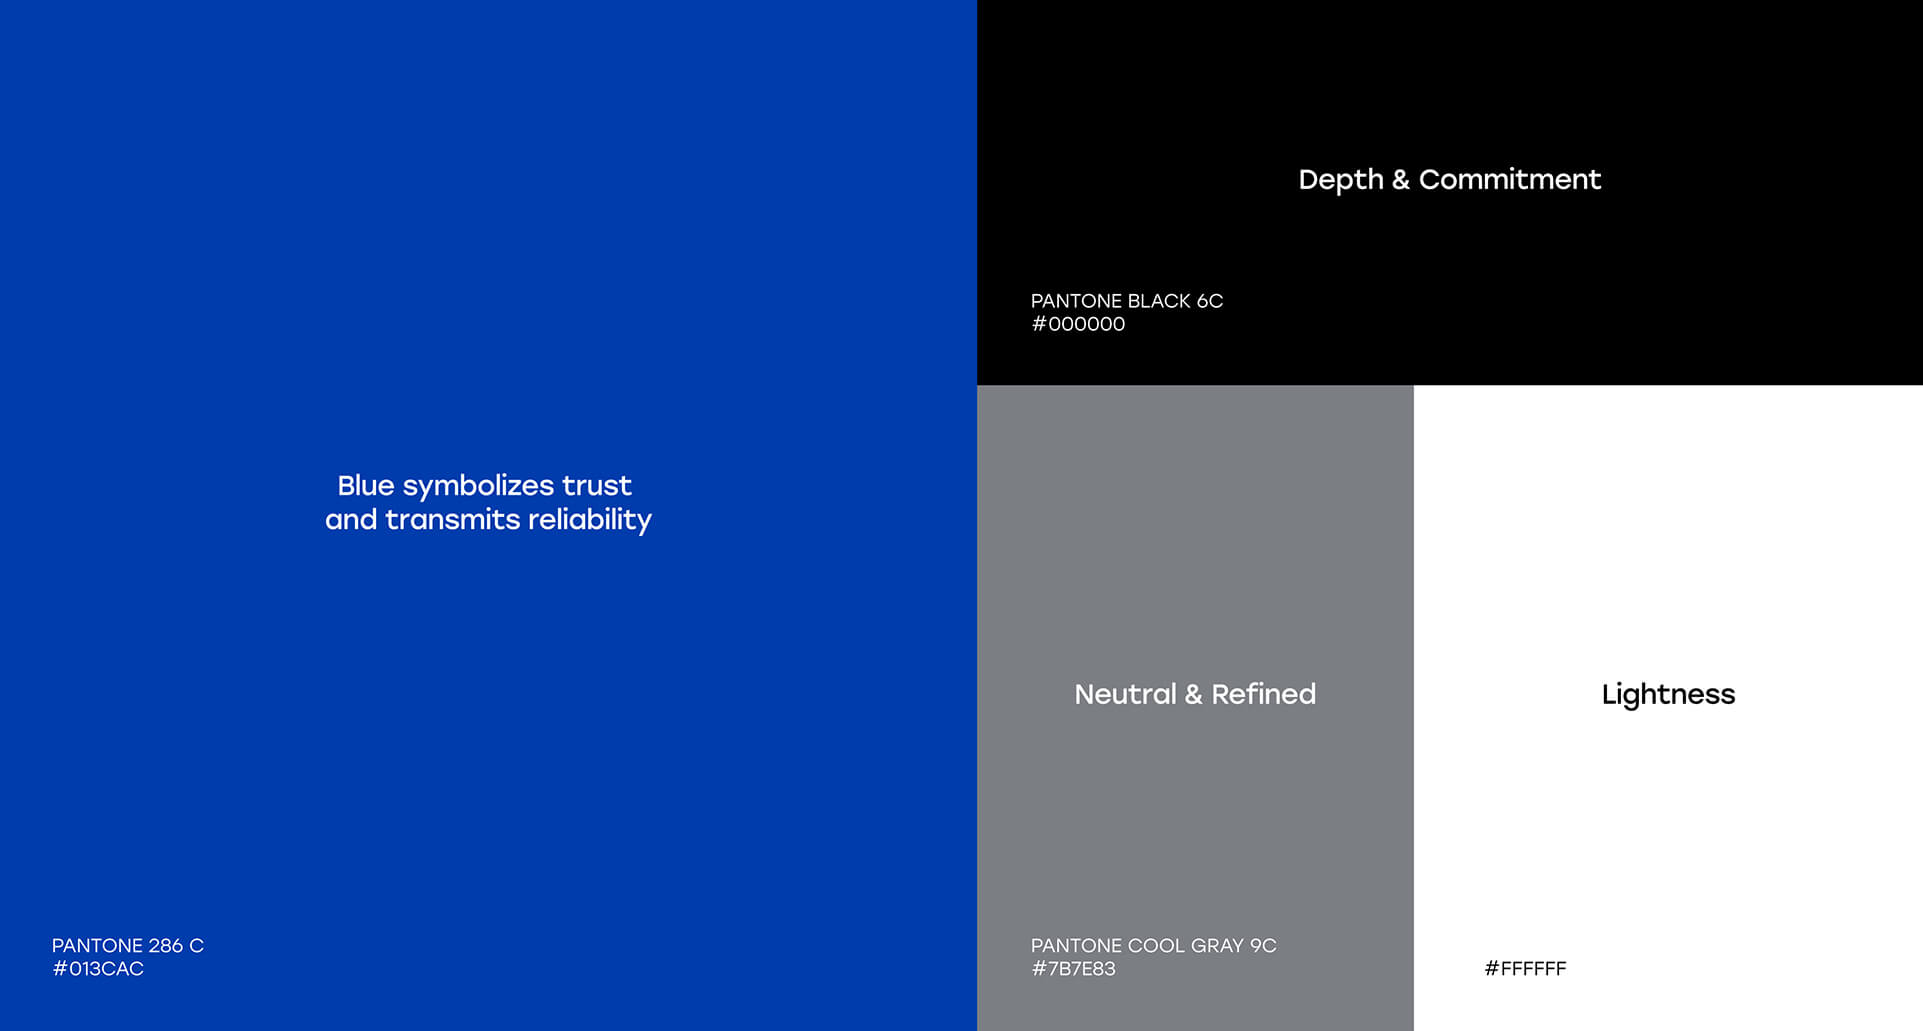 Blue symbolizes trust
and transmits reliability
PANTONE 286 C
#013CAC
Depth & Commitment
PANTONE BLACK 6C
#000000
Neutral & Refined
PANTONE COOL GRAY 9C
#7B7E83
Lightness
#FFFFFF